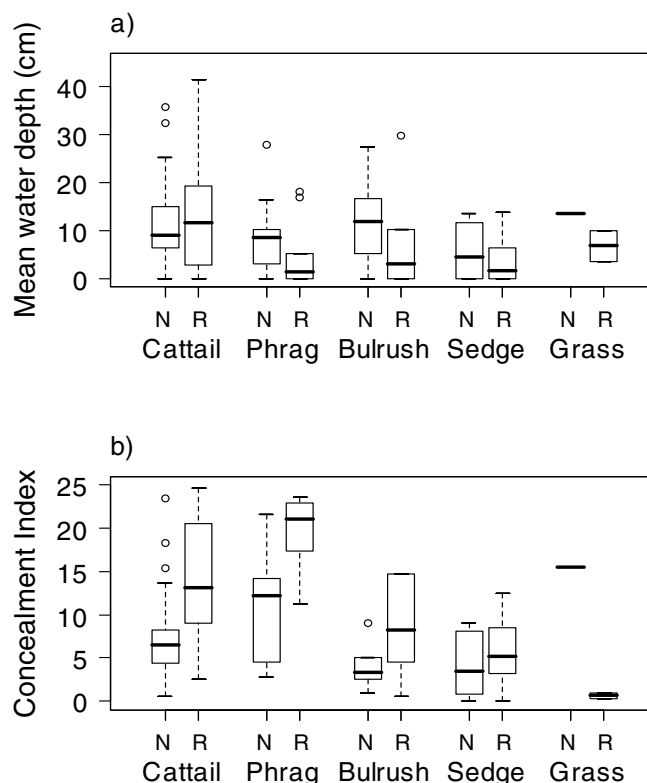 a)
Mean water depth (cm)
40
30
20
10
0
N R N R N R N R N R
Cattail Phrag Bulrush Sedge Grass
b)
Concealment Index
25
20
15
10
5
0
N R N R N R N R N R
Cattail Phrag Bulrush Sedge Grass